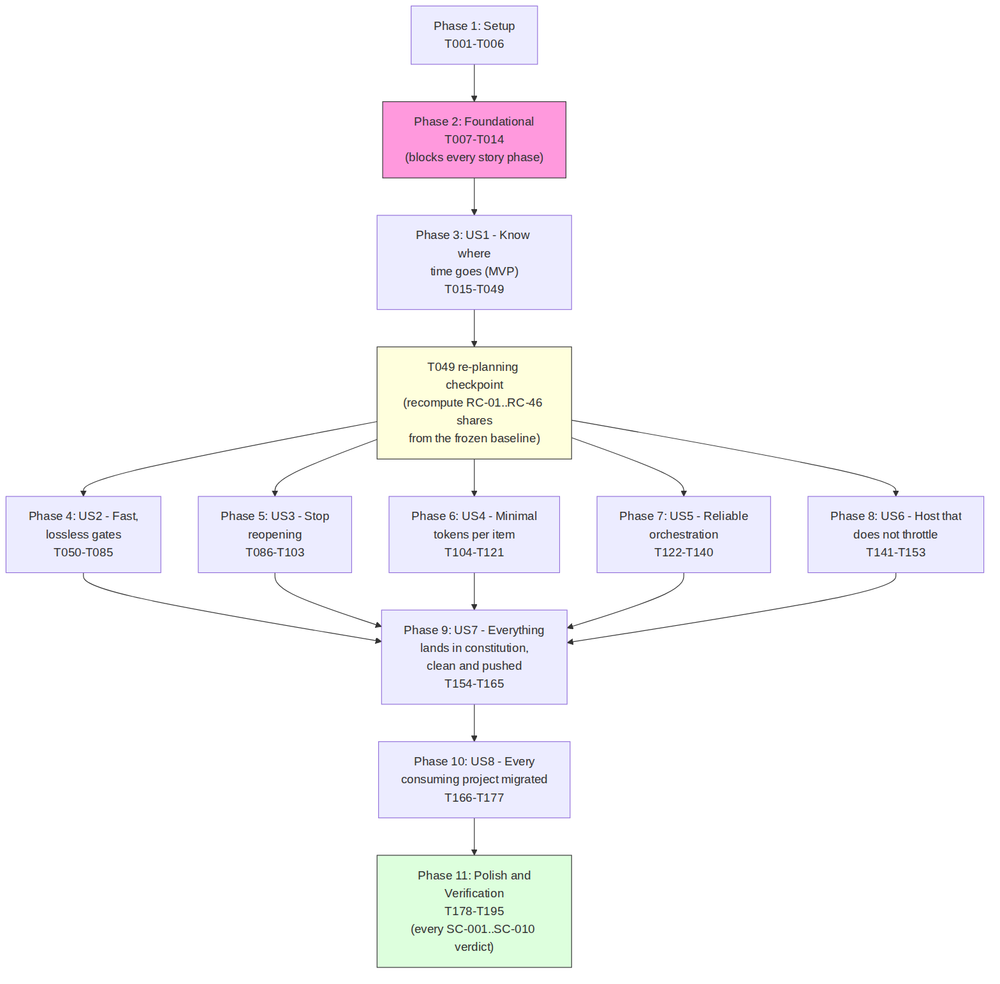 Phase 1: Setup
T001-T006
Phase 2: Foundational
T007-T014
(blocks every story phase)
Phase 3: US1 - Know
where
time goes (MVP)
T015-T049
T049 re-planning
checkpoint
(recompute RC-01..RC-46
shares
from the frozen baseline)
Phase 4: US2 - Fast,
lossless gates
T050-T085
Phase 5: US3 - Stop
reopening
T086-T103
Phase 6: US4 - Minimal
tokens per item
T104-T121
Phase 7: US5 - Reliable
orchestration
T122-T140
Phase 8: US6 - Host that
does not throttle
T141-T153
Phase 9: US7 - Everything
lands in constitution,
clean and pushed
T154-T165
Phase 10: US8 - Every
consuming project migrated
T166-T177
Phase 11: Polish and
Verification
T178-T195
(every SC-001..SC-010
verdict)